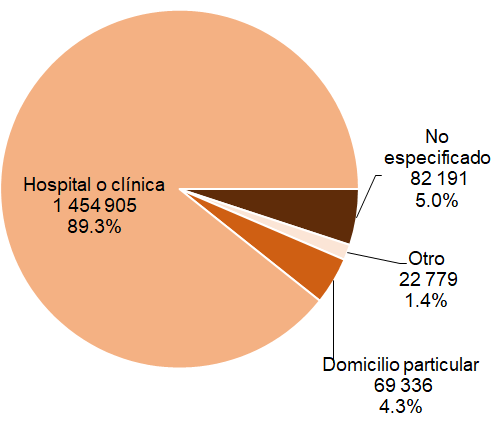 Hospital o clínica
1 454 905
89.3%
No
especificado
82 191
5.0%
Otro
22 779
1.4%
Domicilio particular
69 336
4.3%